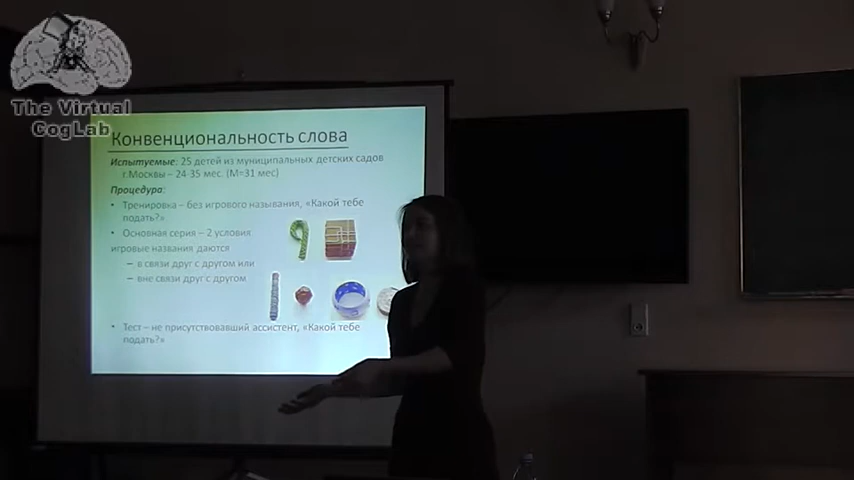 The Virtual
CogLab
Конвенциональность слова
Испытуемые: 25 детей из муниципальных детских садов
г.Москвы – 24-35 мес. (М=31 мес)
Процедура:
• Тренировка – без игрового называния, «Какой тебе
подать?»
• Основная серия – 2 условия
игровые названия даются
– в связи друг с другом или
– вне связи друг с другом
• Тест – не присутствовавший ассистент, «Какой тебе
подать?»